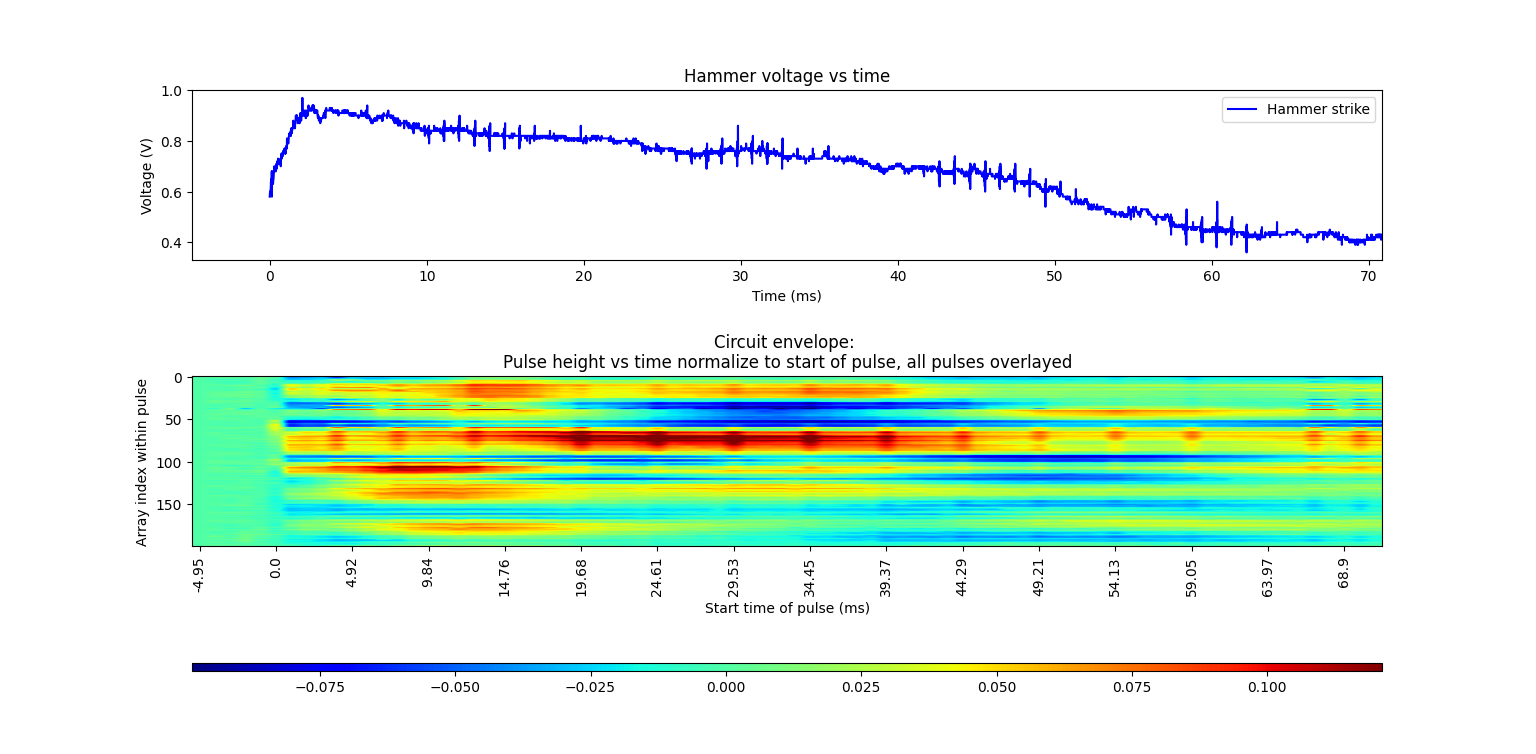 Hammer voltage vs time
1.0
0.8
0.6
0.4
Voltage (V)
Hammer strike
0 10 20 30 40 50 60 70
Time (ms)
Circuit envelope:
Pulse height vs time normalize to start of pulse, all pulses overlayed
0
50
100
150
Array index within pulse
-4.95 0.0 4.92 9.84 14.76 19.68 24.61 29.53 34.45 39.37 44.29 49.21 54.13 59.05 63.97 68.9
Start time of pulse (ms)
−0.075 −0.050 −0.025 0.000 0.025 0.050 0.075 0.100